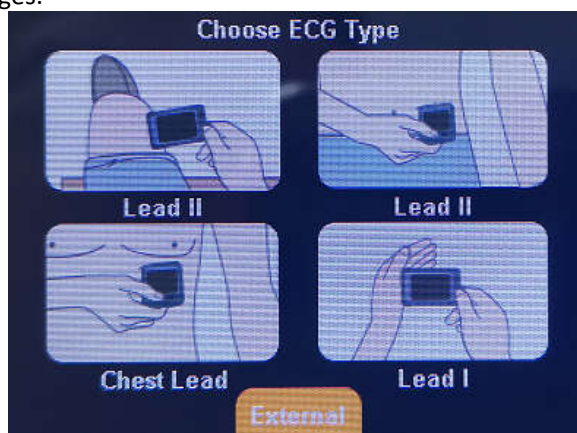 Choose ECG Type
Lead II
Lead II
Chest Lead
Lead I
External